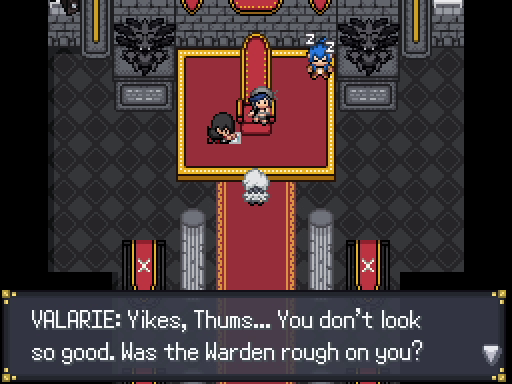 z
z
VALARIE: Yikes, Thums... You don't look
so good. Was the Warden rough on you?